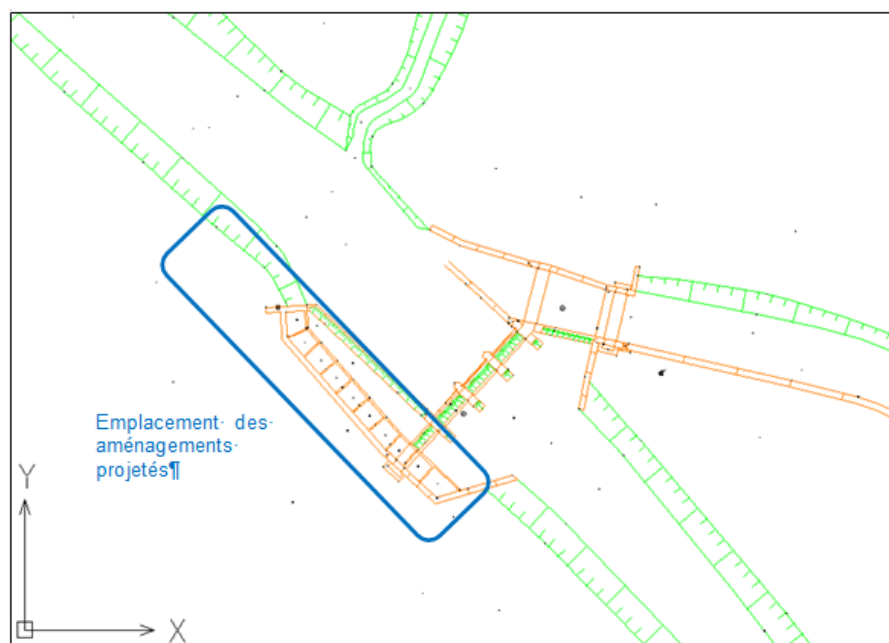 Emplacement· des·
aménagements·
projetés¶
Y
X